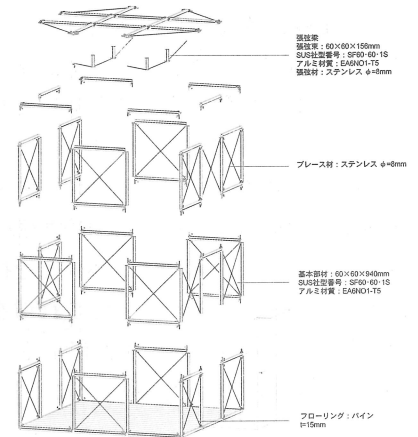 張弦梁
張弦束：60×60×156mm
SUS社型番号：SF60・60・1S
アルミ材質：EA6NO1-T5
張弦材：ステンレス φ=8mm
ブレース材：ステンレス φ=8mm
基本部材：60×60×940mm
SUS社型番号：SF60・60・1S
アルミ材質：EA6NO1-T5
フローリング：パイン
t=15mm